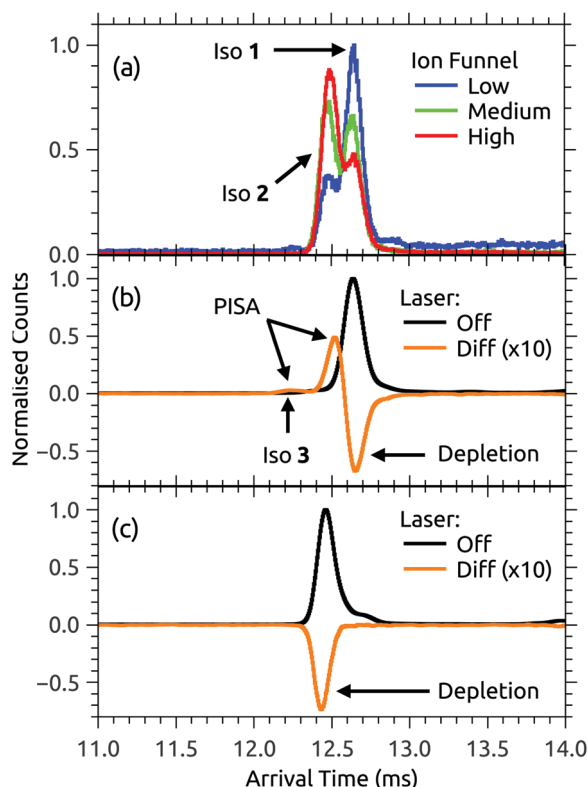 Normalised Counts
1.0
0.5
0.0
(a)
Iso 1
Iso 2
Ion Funnel
Low
Medium
High
1.0
0.5
0.0
−0.5
(b)
PISA
Iso 3
Laser:
Off
Diff (x10)
Depletion
1.0
0.5
0.0
−0.5
(c)
Laser:
Off
Diff (x10)
Depletion
11.0 11.5 12.0 12.5 13.0 13.5 14.0
Arrival Time (ms)